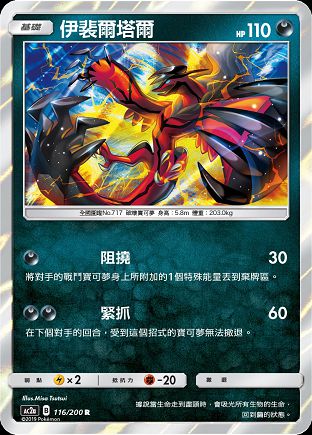 基礎 伊裴爾塔爾 HP 110
全國圖鑑No.717 破壞寶可夢 身高：5.8m 體重：203.0kg
阻撓 30
將對手的戰鬥寶可夢身上所附加的1個特殊能量丟到棄牌區。
緊抓 60
在下個對手的回合，受到這個招式的寶可夢無法撤退。
弱點 ×2 抵抗力 -20 撤退
Illus.Misa Tsutsui
AC2a B 116/200 R
©2019 Pokémon
據說當生命走到盡頭時，會吸光所有生物的生命，
回到繭的狀態。